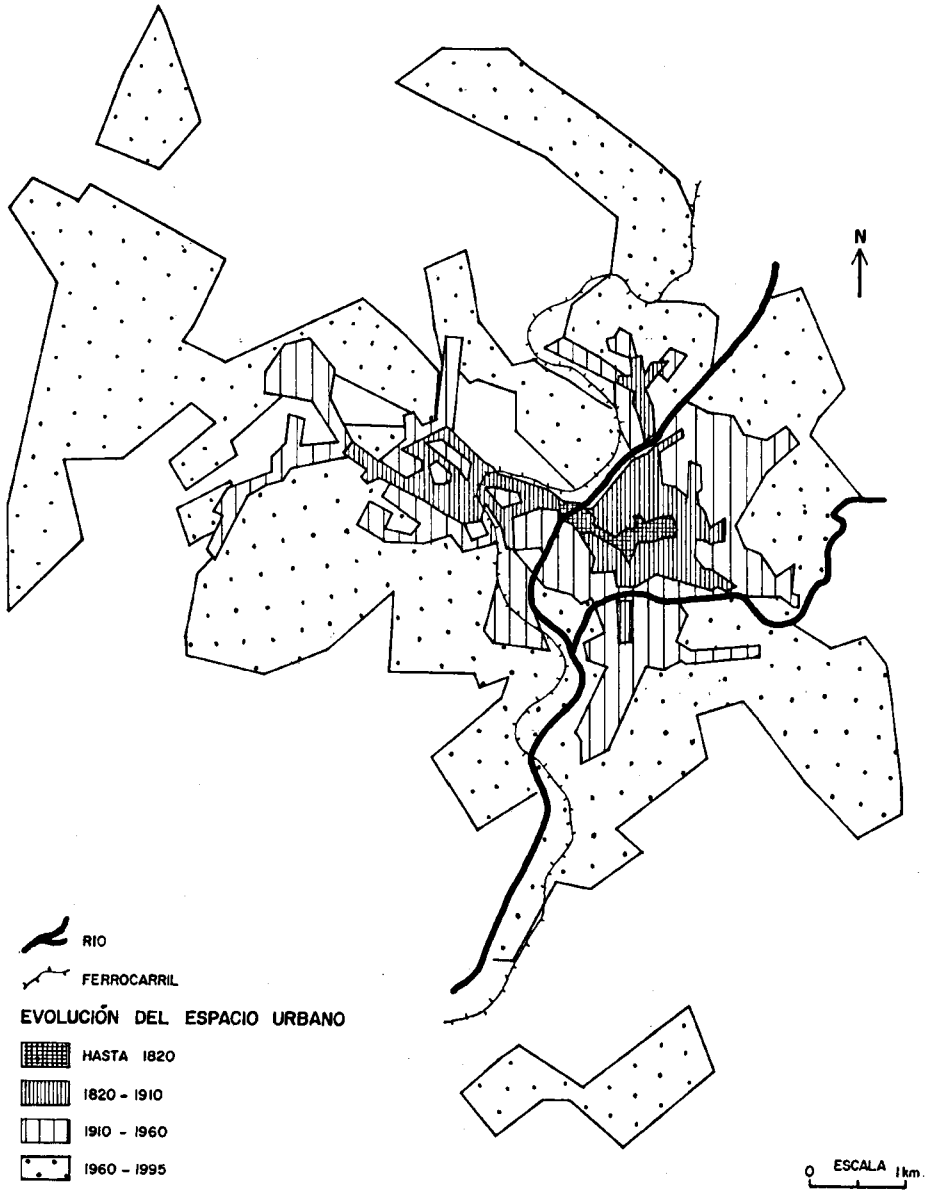 N
RIO
FERROCARRIL
EVOLUCIÓN DEL ESPACIO URBANO
HASTA 1820
1820 - 1910
1910 - 1960
1960 - 1995
0 ESCALA 1 km.